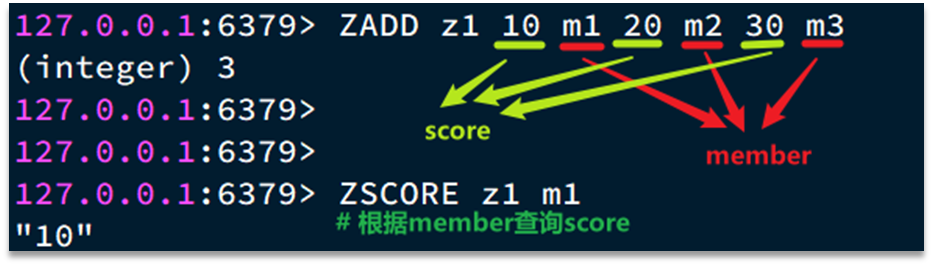 127.0.0.1:6379> ZADD z1 10 m1 20 m2 30 m3
(integer) 3
127.0.0.1:6379>
score
127.0.0.1:6379>
member
127.0.0.1:6379> ZSCORE z1 m1
# 根据member查询score
"10"